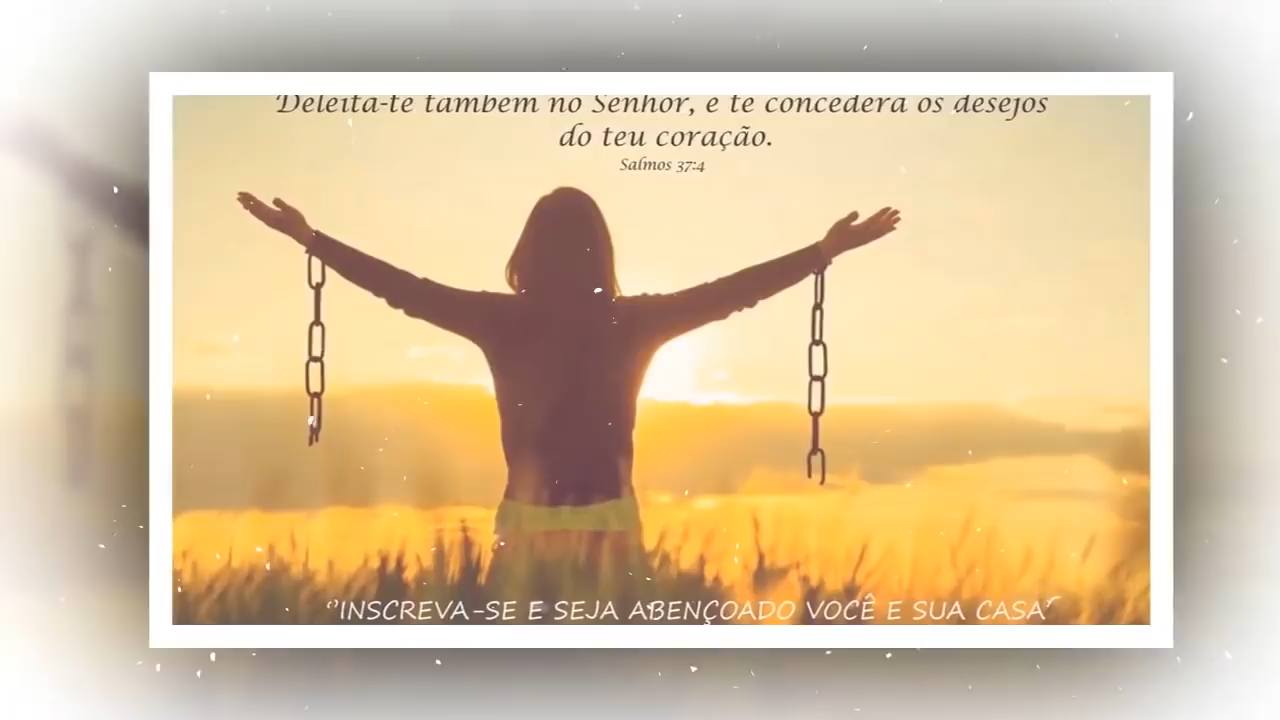 Deleita-te também no Senhor, e te concederá os desejos
do teu coração.
Salmos 37:4
"INSCREVA-SE E SEJA ABENÇOADO VOCÊ E SUA CASA"